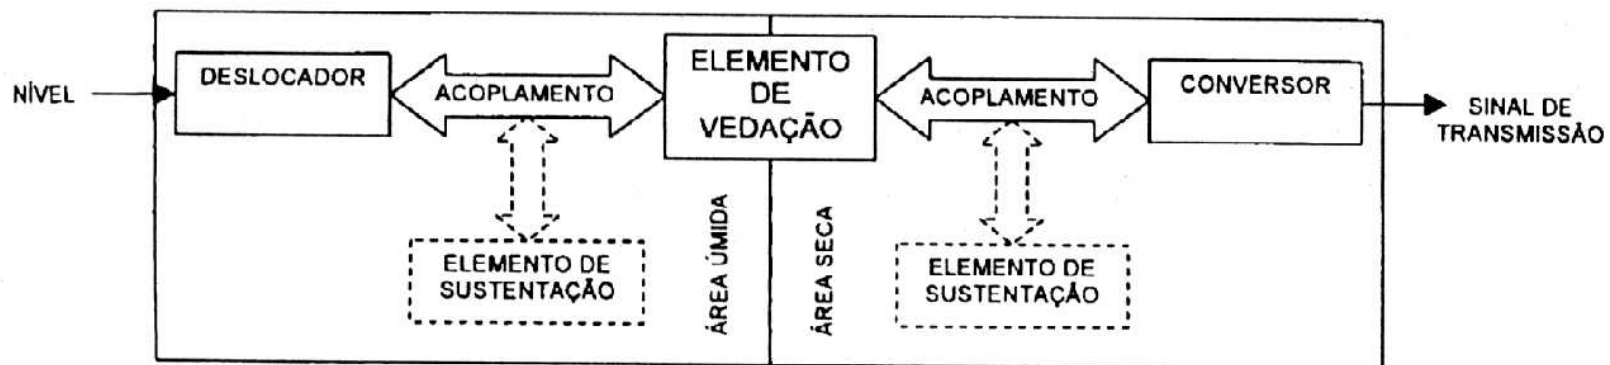 NÍVEL
DESLOCADOR
ACOPLAMENTO
ELEMENTO DE
SUSTENTAÇÃO
ELEMENTO
DE
VEDAÇÃO
ÁREA ÚMIDA
ÁREA SECA
ACOPLAMENTO
ELEMENTO DE
SUSTENTAÇÃO
CONVERSOR
SINAL DE
TRANSMISSÃO